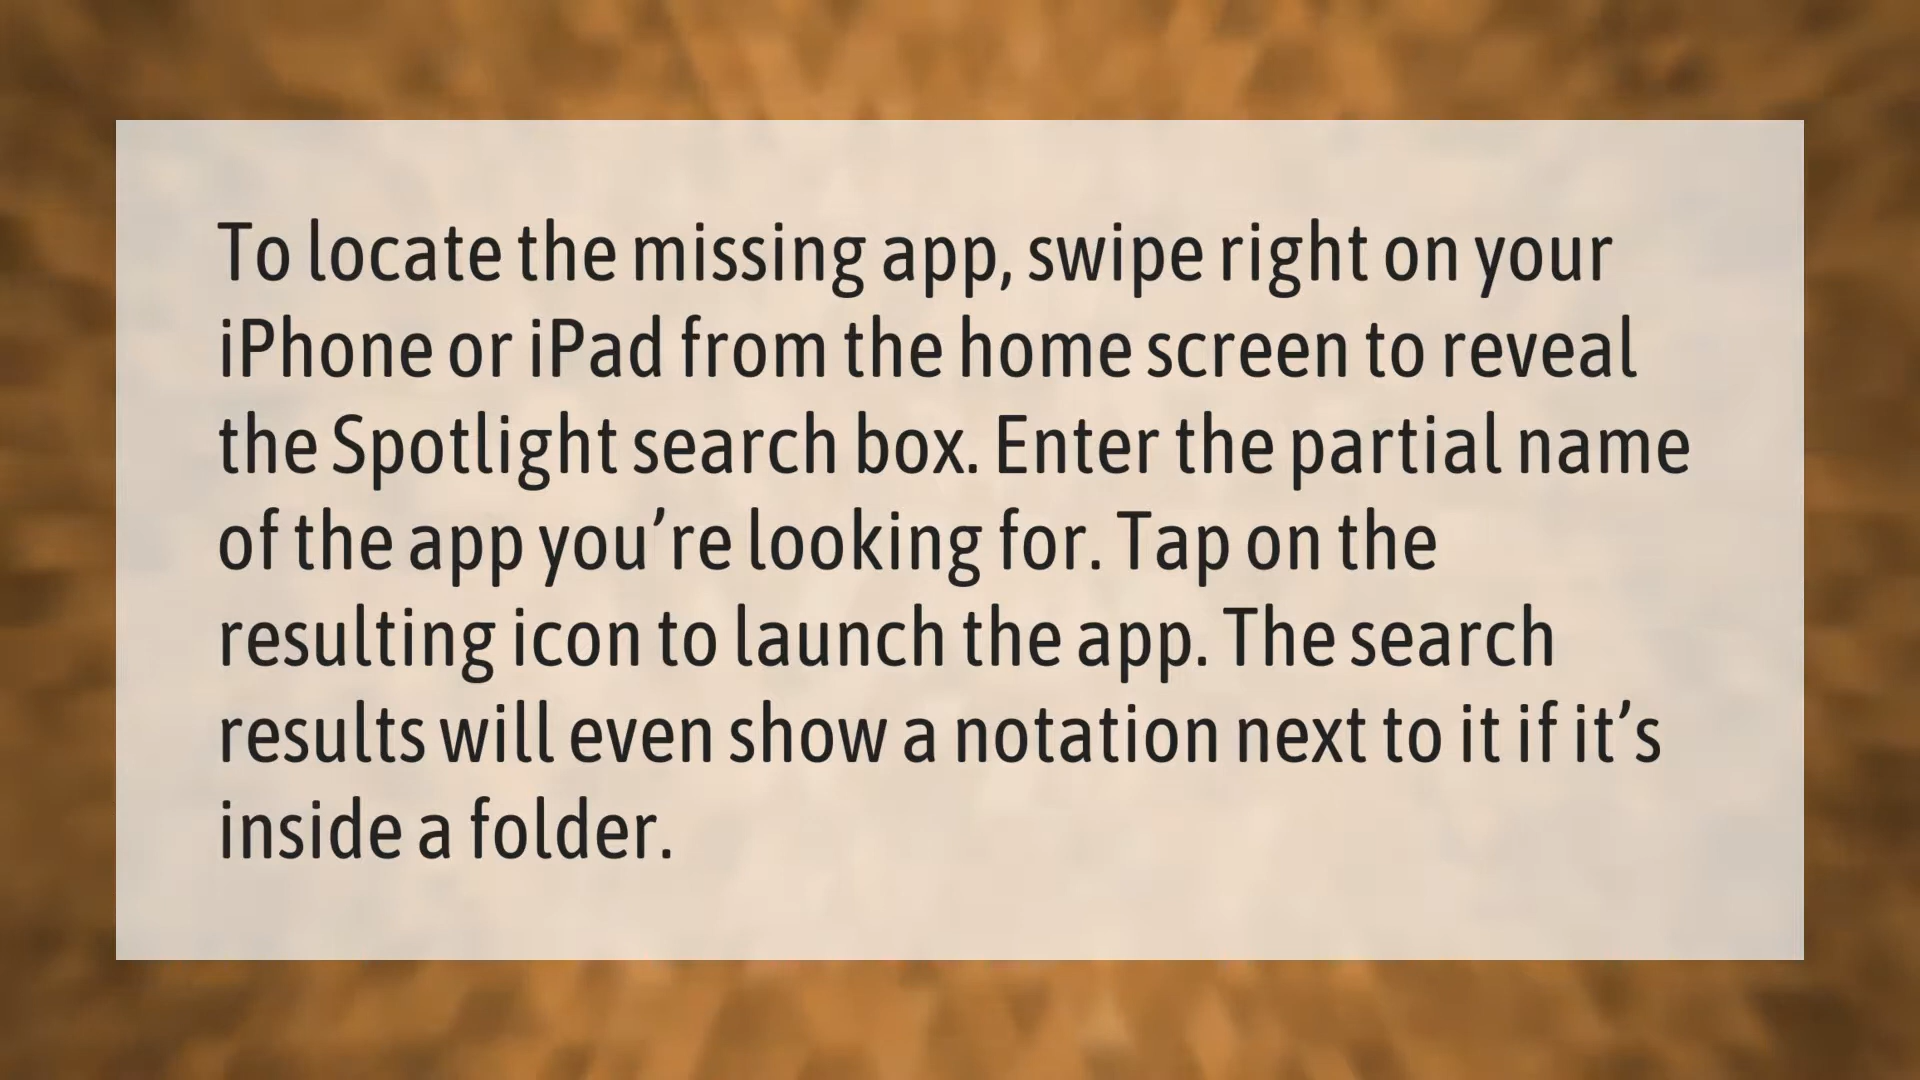 To locate the missing app, swipe right on your
iPhone or iPad from the home screen to reveal
the Spotlight search box. Enter the partial name
of the app you’re looking for. Tap on the
resulting icon to launch the app. The search
results will even show a notation next to it if it’s
inside a folder.